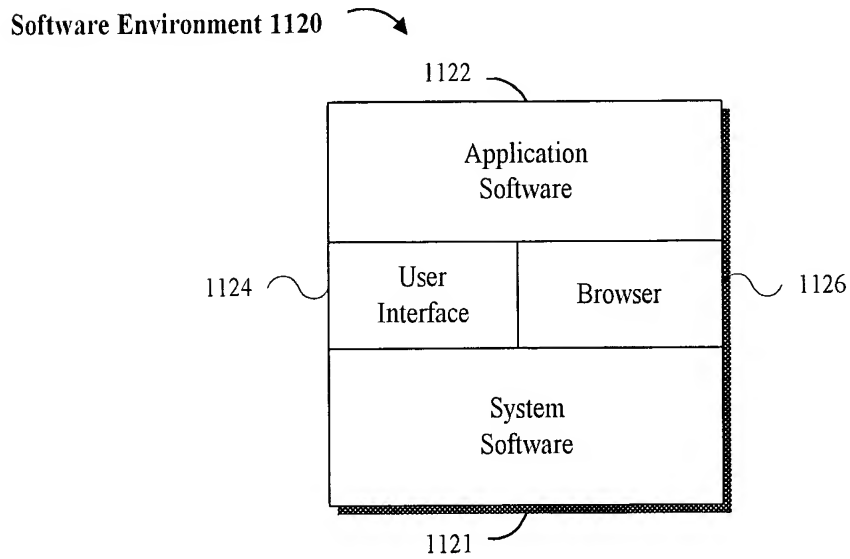 Software Environment 1120
1122
Application
Software
1124
User
Interface
Browser
1126
System
Software
1121